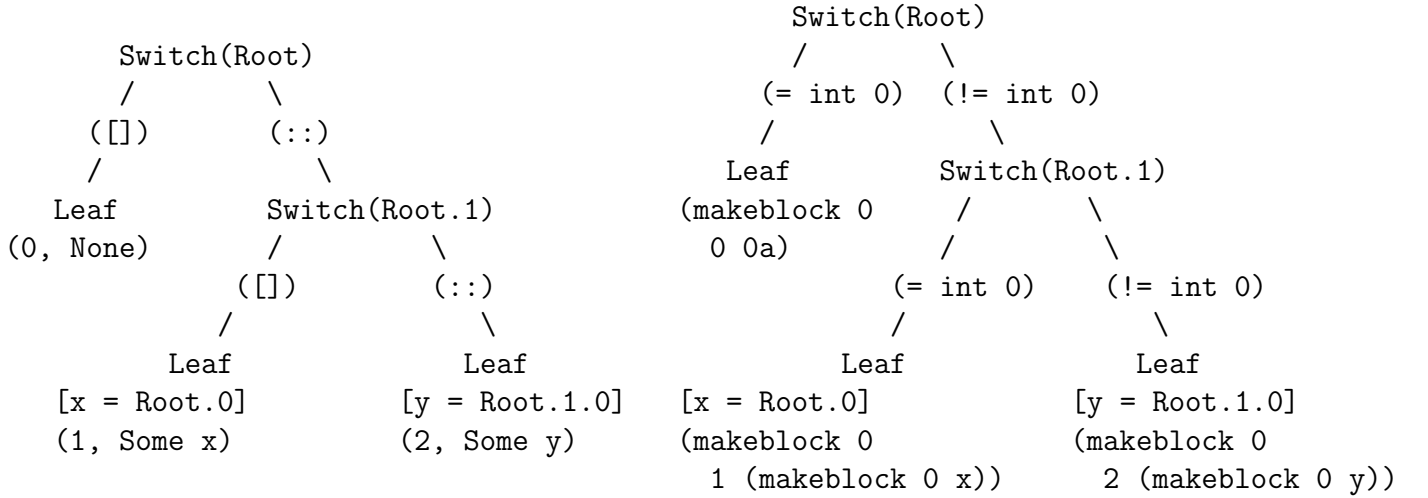 Switch(Root)
/ \
([]) (::)
/ \
Leaf Switch(Root.1)
(0, None) / \
([]) (::)
/ \
Leaf Leaf
[x = Root.0] [y = Root.1.0]
(1, Some x) (2, Some y)
Switch(Root)
/ \
(= int 0) (!= int 0)
/ \
Leaf Switch(Root.1)
(makeblock 0 / \
0 0a) / \
(= int 0) (!= int 0)
/ \
Leaf Leaf
[x = Root.0] [y = Root.1.0]
(makeblock 0 (makeblock 0
1 (makeblock 0 x)) 2 (makeblock 0 y))